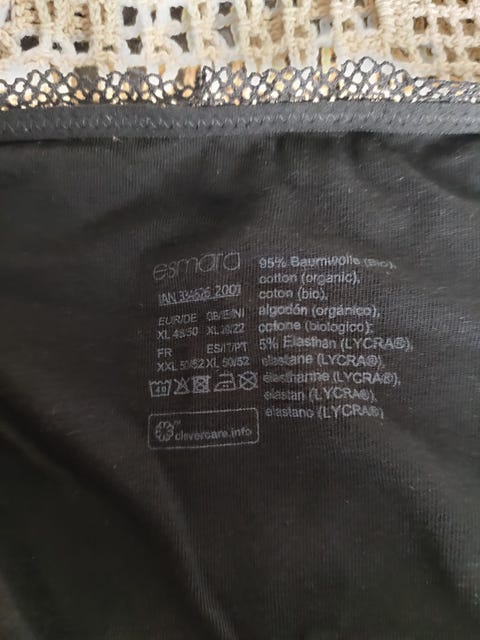 esmara
IAN 334626 2001
EUR/DE GB/IE/NI
XL 48/50 XL 20/22
FR ES/IT/PT
XXL 50/52 XL 50/52
40
clevercare.info
95% Baumwolle (Bio),
cotton (organic),
coton (bio),
algodón (orgánico),
cotone (biologico);
5% Elasthan (LYCRA®),
elastane (LYCRA®),
élasthanne (LYCRA®),
elastan (LYCRA®),
elastano (LYCRA®)